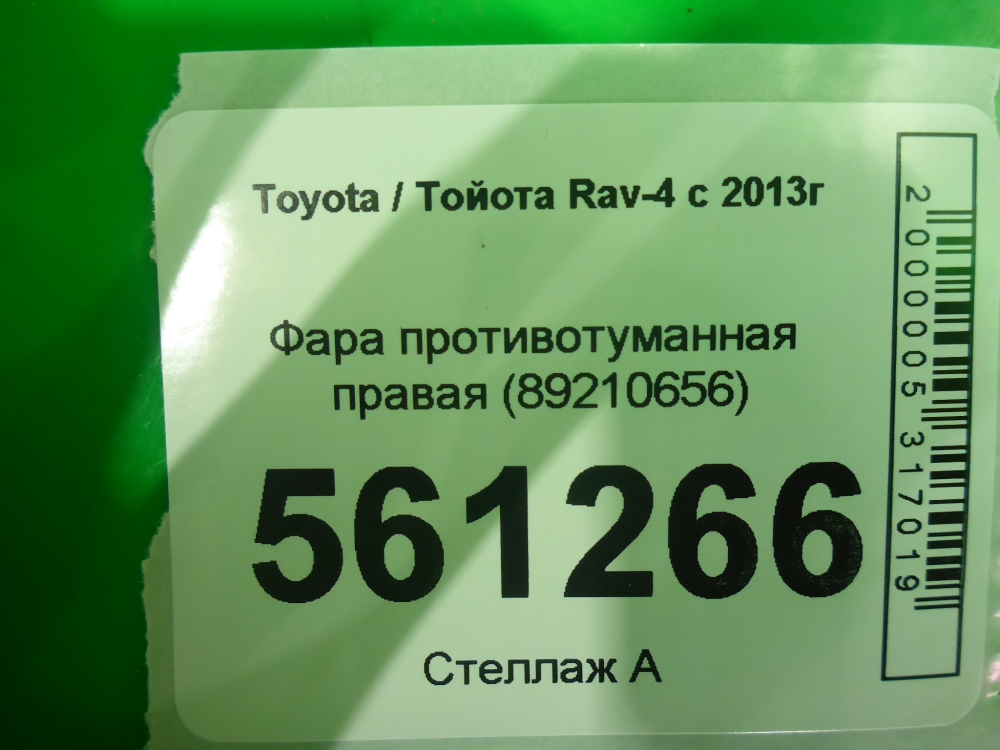 Toyota / Тойота Rav-4 с 2013г
Фара противотуманная
правая (89210656)
561266
Стеллаж А
2000005317019